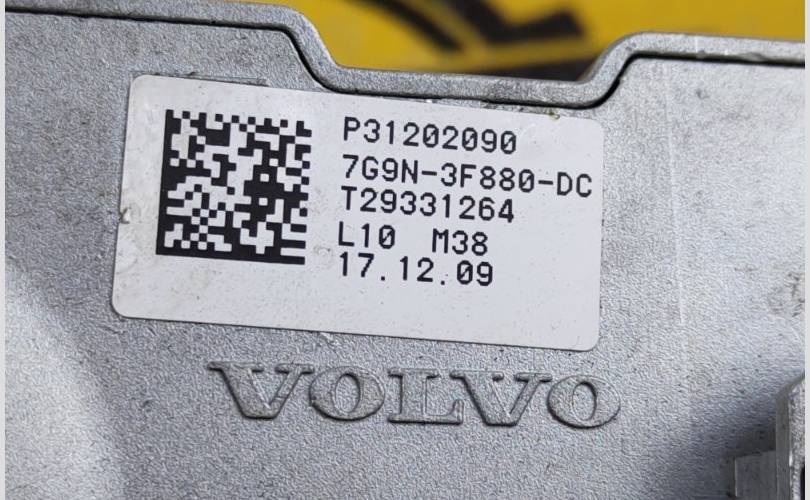 P31202090
7G9N-3F880-DC
T29331264
L10 M38
17.12.09
VOLVO